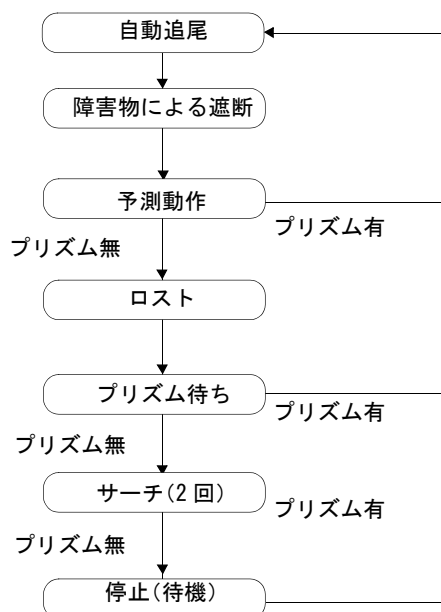 自動追尾
障害物による遮断
予測動作
プリズム有
プリズム無
ロスト
プリズム待ち
プリズム有
プリズム無
サーチ(2回)
プリズム有
プリズム無
停止(待機)